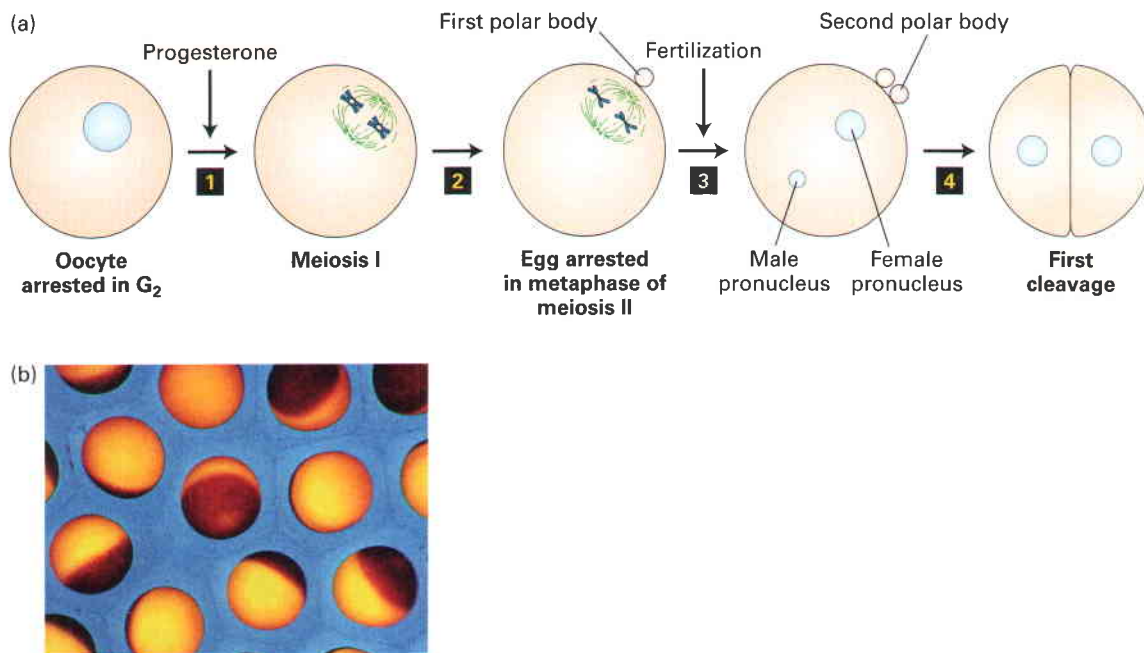 (a)
First polar body
Second polar body
Progesterone
Fertilization
1
2
3
4
Oocyte
arrested in G₂
Meiosis I
Egg arrested
in metaphase of
meiosis II
Male
pronucleus
Female
pronucleus
First
cleavage
(b)